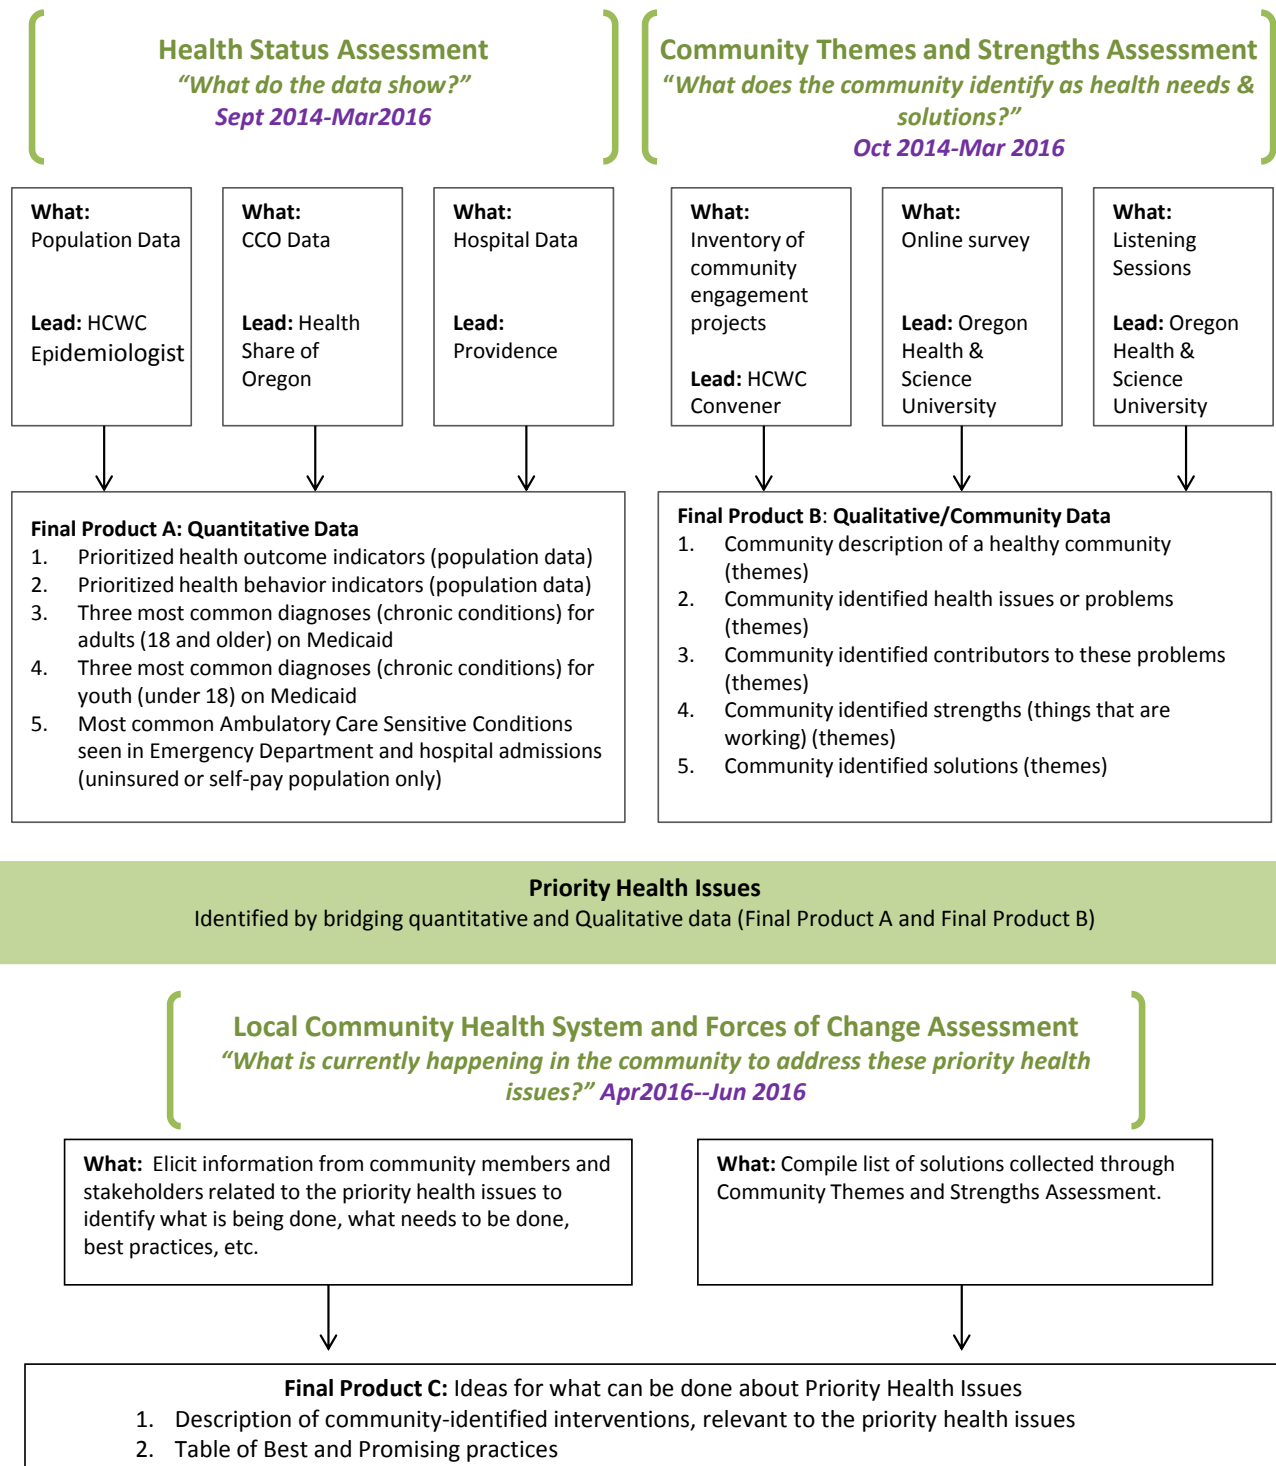 Health Status Assessment
“What do the data show?”
Sept 2014-Mar2016
Community Themes and Strengths Assessment
“What does the community identify as health needs &
solutions?”
Oct 2014-Mar 2016
What:
Population Data
Lead: HCWC
Epidemiologist
What:
CCO Data
Lead: Health
Share of
Oregon
What:
Hospital Data
Lead:
Providence
What:
Inventory of
community
engagement
projects
Lead: HCWC
Convener
What:
Online survey
Lead: Oregon
Health &
Science
University
What:
Listening
Sessions
Lead: Oregon
Health &
Science
University
Final Product A: Quantitative Data
1. Prioritized health outcome indicators (population data)
2. Prioritized health behavior indicators (population data)
3. Three most common diagnoses (chronic conditions) for
adults (18 and older) on Medicaid
4. Three most common diagnoses (chronic conditions) for
youth (under 18) on Medicaid
5. Most common Ambulatory Care Sensitive Conditions
seen in Emergency Department and hospital admissions
(uninsured or self-pay population only)
Final Product B: Qualitative/Community Data
1. Community description of a healthy community
(themes)
2. Community identified health issues or problems
(themes)
3. Community identified contributors to these problems
(themes)
4. Community identified strengths (things that are
working) (themes)
5. Community identified solutions (themes)
Priority Health Issues
Identified by bridging quantitative and Qualitative data (Final Product A and Final Product B)
Local Community Health System and Forces of Change Assessment
“What is currently happening in the community to address these priority health
issues?” Apr2016--Jun 2016
What: Elicit information from community members and
stakeholders related to the priority health issues to
identify what is being done, what needs to be done,
best practices, etc.
What: Compile list of solutions collected through
Community Themes and Strengths Assessment.
Final Product C: Ideas for what can be done about Priority Health Issues
1. Description of community-identified interventions, relevant to the priority health issues
2. Table of Best and Promising practices